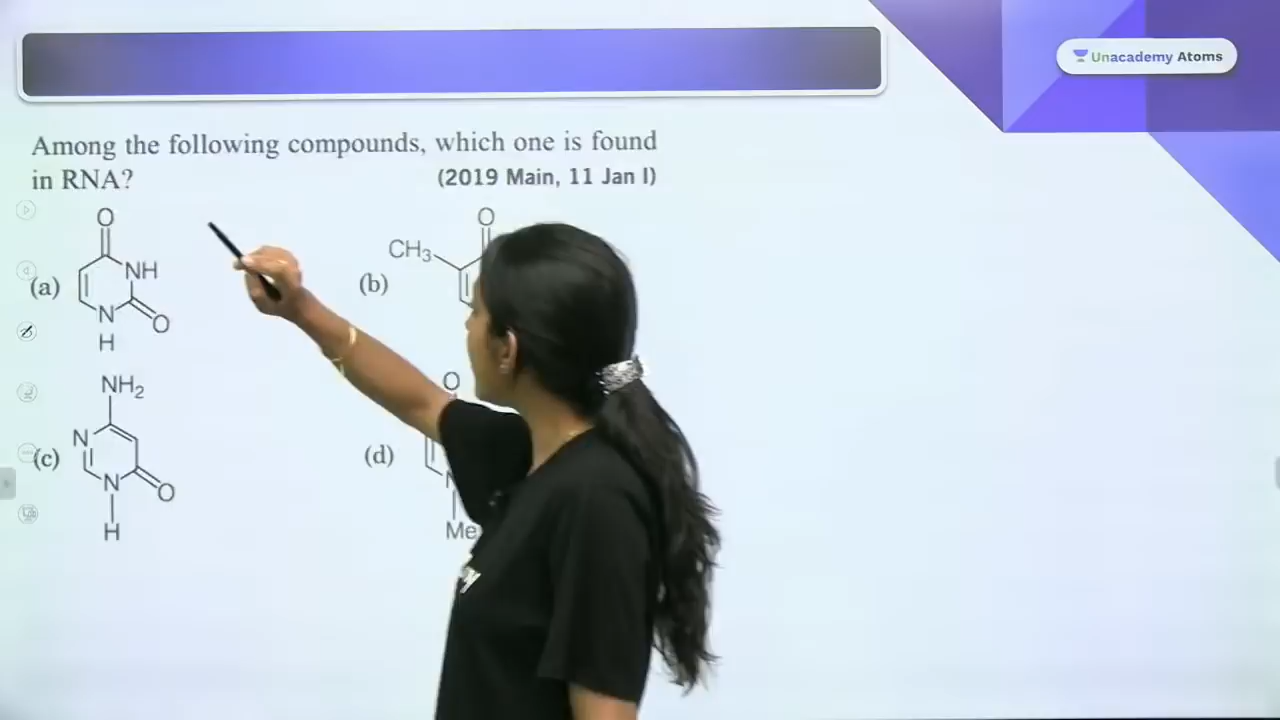 Unacademy Atoms
Among the following compounds, which one is found
in RNA?
(2019 Main, 11 Jan I)
(a)
O
NH
N
H
O
(b)
CH₃
O
(c)
NH₂
N
N
O
H
(d)
O
N
Me